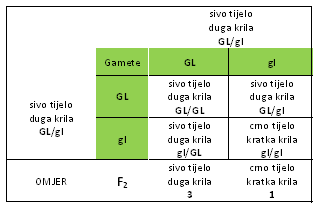 sivo tijelo
duga krila
GL/gl
Gamete GL gl
sivo tijelo
duga krila
GL/gl
GL
sivo tijelo
duga krila
GL/GL
sivo tijelo
duga krila
GL/gl
gl
sivo tijelo
duga krila
gl/GL
crno tijelo
kratka krila
gl/gl
OMJER
F2
sivo tijelo
duga krila
3
crno tijelo
kratka krila
1